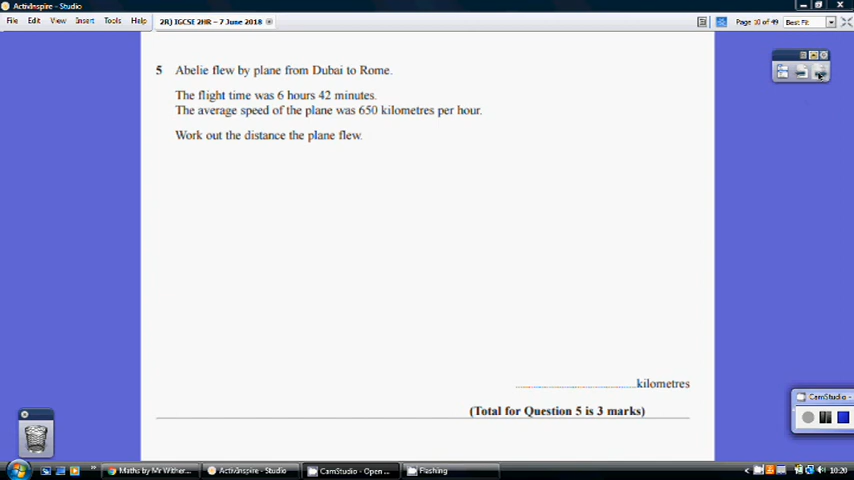 ActivInspire - Studio
File Edit View Insert Tools Help 2R) IGCSE 2HR – 7 June 2018 Page 10 of 49 Best Fit
5 Abelie flew by plane from Dubai to Rome.
The flight time was 6 hours 42 minutes.
The average speed of the plane was 650 kilometres per hour.
Work out the distance the plane flew.
kilometres
CamStudio -
(Total for Question 5 is 3 marks)
Maths by Mr Wither... ActivInspire - Studio CamStudio - Open ... Flashing 10:20